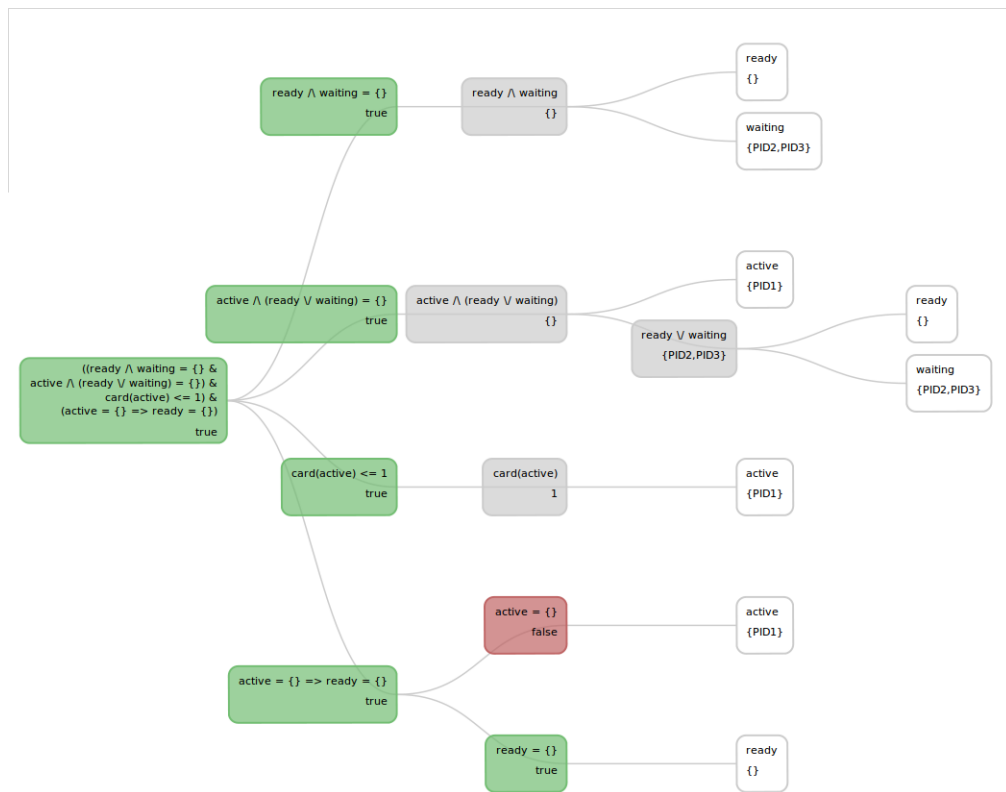 ready /\ waiting = {}
true
ready /\ waiting
{}
ready
{}
waiting
{PID2,PID3}
active /\ (ready \/ waiting) = {}
true
active /\ (ready \/ waiting)
{}
active
{PID1}
ready \/ waiting
{PID2,PID3}
ready
{}
waiting
{PID2,PID3}
((ready /\ waiting = {} &
active /\ (ready \/ waiting) = {}) &
card(active) <= 1) &
(active = {} => ready = {})
true
card(active) <= 1
true
card(active)
1
active
{PID1}
active = {} => ready = {}
true
active = {}
false
active
{PID1}
ready = {}
true
ready
{}